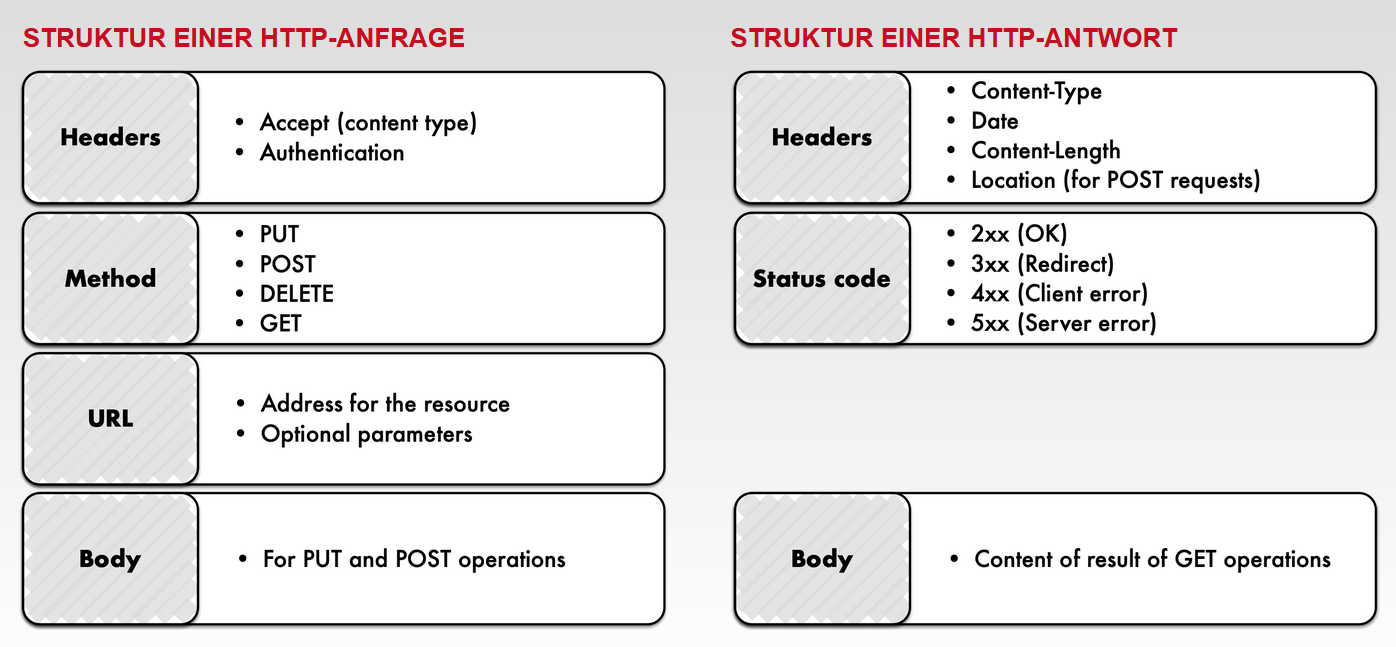 STRUKTUR EINER HTTP-ANFRAGE
Headers
• Accept (content type)
• Authentication
Method
• PUT
• POST
• DELETE
• GET
URL
• Address for the resource
• Optional parameters
Body
• For PUT and POST operations
STRUKTUR EINER HTTP-ANTWORT
Headers
• Content-Type
• Date
• Content-Length
• Location (for POST requests)
Status code
• 2xx (OK)
• 3xx (Redirect)
• 4xx (Client error)
• 5xx (Server error)
Body
• Content of result of GET operations